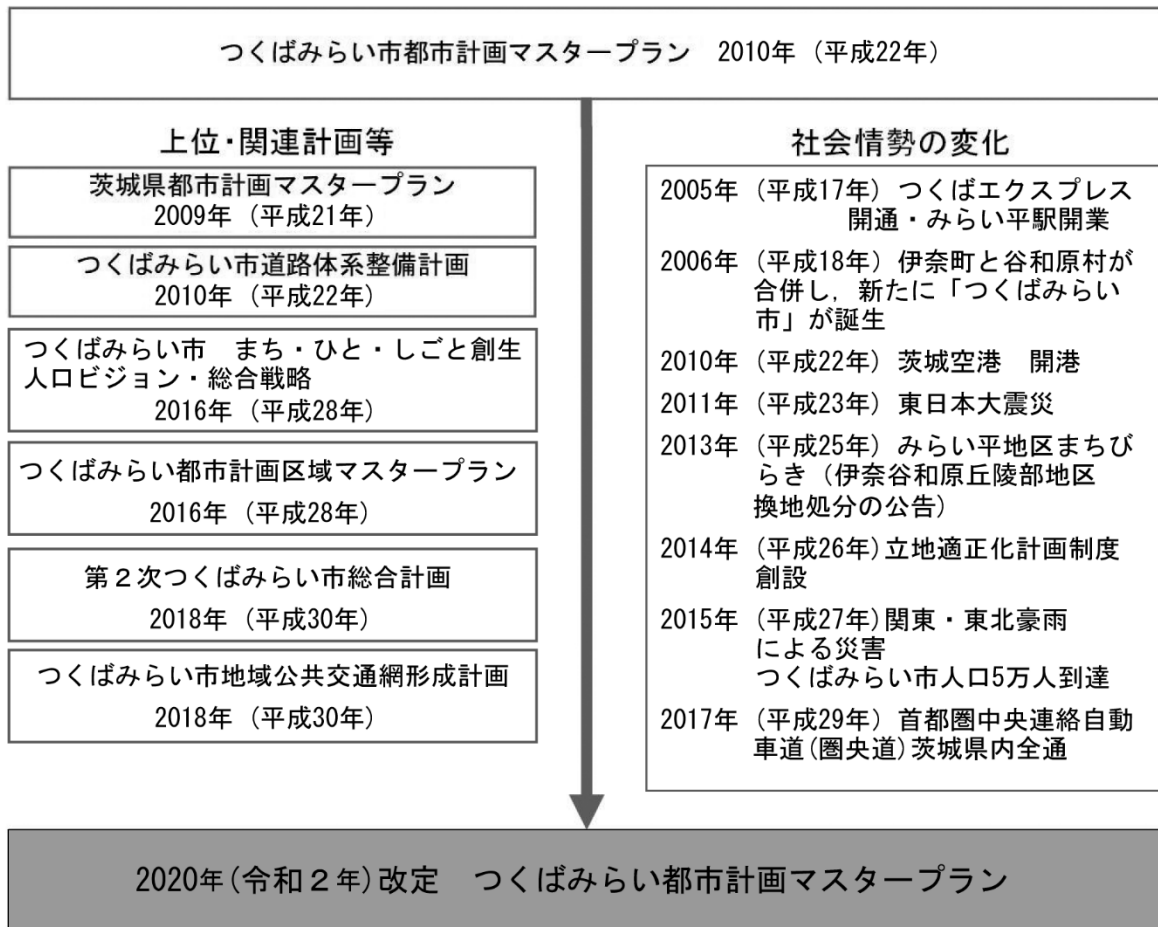 つくばみらい市都市計画マスタープラン　2010年（平成22年）
上位・関連計画等
茨城県都市計画マスタープラン
2009年（平成21年）
つくばみらい市道路体系整備計画
2010年（平成22年）
つくばみらい市　まち・ひと・しごと創生
人口ビジョン・総合戦略
2016年（平成28年）
つくばみらい都市計画区域マスタープラン
2016年（平成28年）
第２次つくばみらい市総合計画
2018年（平成30年）
つくばみらい市地域公共交通網形成計画
2018年（平成30年）
社会情勢の変化
2005年（平成17年）つくばエクスプレス
開通・みらい平駅開業
2006年（平成18年）伊奈町と谷和原村が
合併し，新たに「つくばみらい
市」が誕生
2010年（平成22年）茨城空港　開港
2011年（平成23年）東日本大震災
2013年（平成25年）みらい平地区まちび
らき（伊奈谷和原丘陵部地区
換地処分の公告）
2014年（平成26年)立地適正化計画制度
創設
2015年（平成27年)関東・東北豪雨
による災害
つくばみらい市人口5万人到達
2017年（平成29年）首都圏中央連絡自動
車道(圏央道)茨城県内全通
2020年(令和２年)改定　つくばみらい都市計画マスタープラン